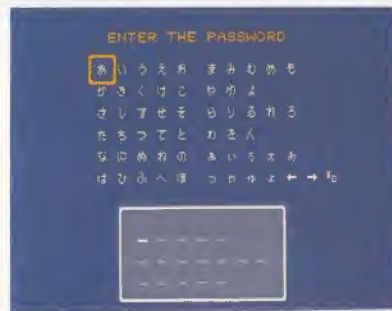 ENTER THE PASSWORD
あ い う え お ま み む め も
か き く け こ や ゆ よ
さ し す せ そ ら り る れ ろ
た ち つ て と わ を ん
な に ぬ ね の ぁ ぃ ぅ ぇ ぉ
は ひ ふ へ ほ っ ゃ ゅ ょ ← →